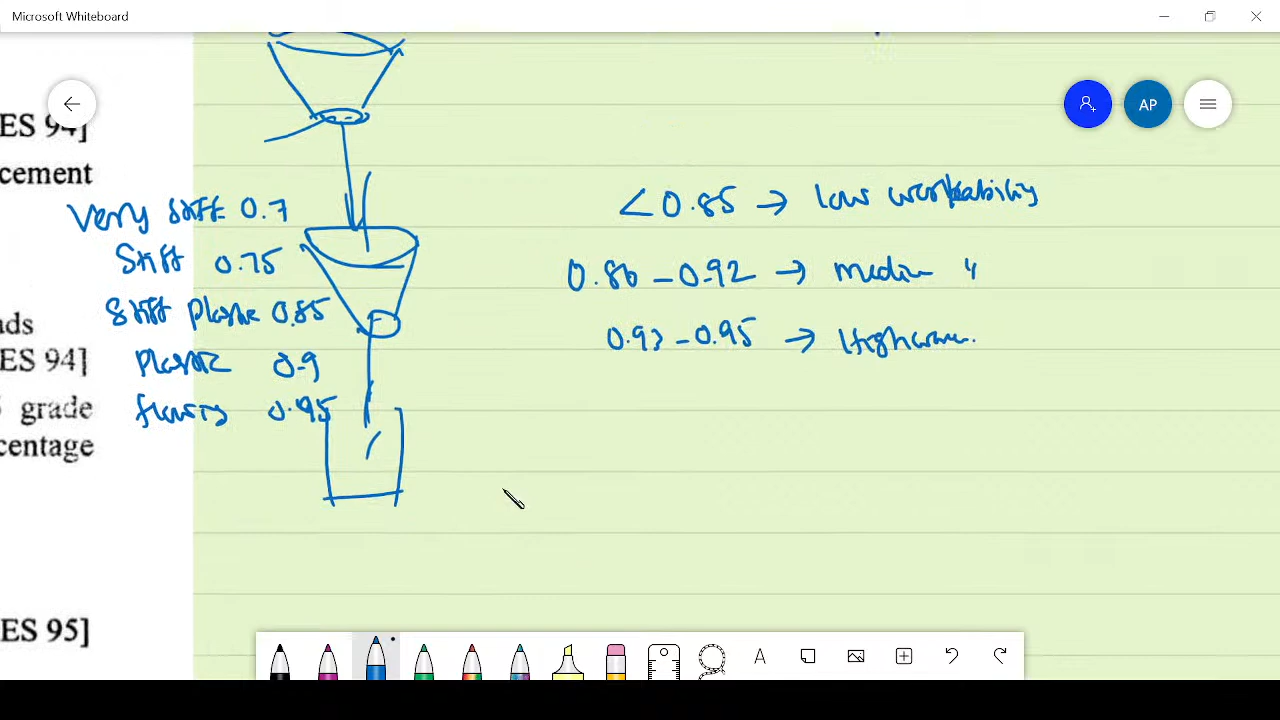 Microsoft Whiteboard
AP
ES 94]
cement
ads
ES 94]
grade
centage
ES 95]
Very stiff 0.7
Stiff 0.75
Stiff plastic 0.85
Plastic 0.9
0.95
<0.85 → low workability
0.86 - 0.92 → medium "
0.93 - 0.95 → High
A